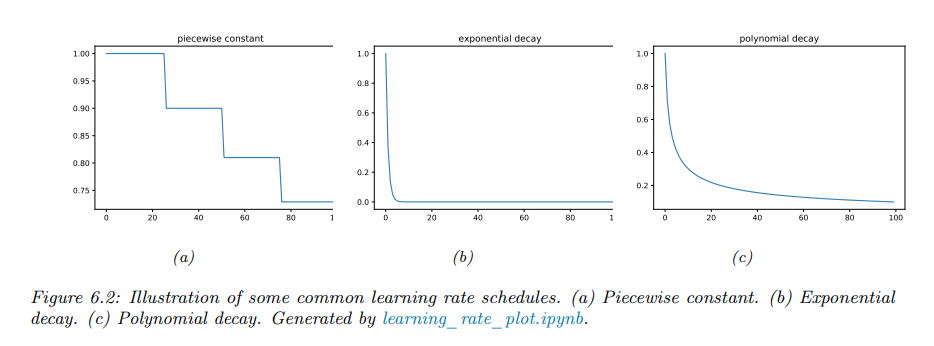 piecewise constant
1.00
0.95
0.90
0.85
0.80
0.75
0 20 40 60 80 1
exponential decay
1.0
0.8
0.6
0.4
0.2
0.0
0 20 40 60 80 1
polynomial decay
1.0
0.8
0.6
0.4
0.2
0 20 40 60 80 100
(a) (b) (c)
Figure 6.2: Illustration of some common learning rate schedules. (a) Piecewise constant. (b) Exponential
decay. (c) Polynomial decay. Generated by learning_rate_plot.ipynb.